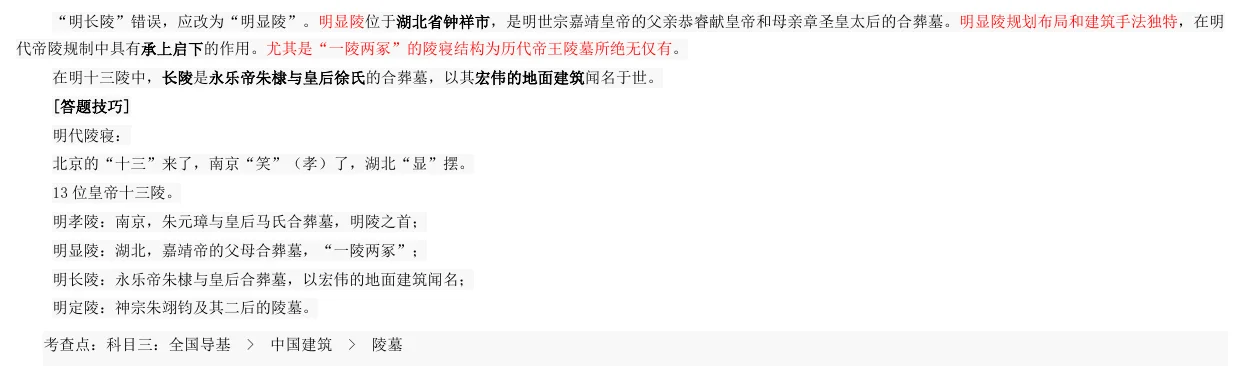 “明长陵”错误，应改为“明显陵”。明显陵位于湖北省钟祥市，是明世宗嘉靖皇帝的父亲恭睿献皇帝和母亲章圣皇太后的合葬墓。明显陵规划布局和建筑手法独特，在明
代帝陵规制中具有承上启下的作用。尤其是“一陵两冢”的陵寝结构为历代帝王陵墓所绝无仅有。
在明十三陵中，长陵是永乐帝朱棣与皇后徐氏的合葬墓，以其宏伟的地面建筑闻名于世。
[答题技巧]
明代陵寝：
北京的“十三”来了，南京“笑”（孝）了，湖北“显”摆。
13 位皇帝十三陵。
明孝陵：南京，朱元璋与皇后马氏合葬墓，明陵之首；
明显陵：湖北，嘉靖帝的父母合葬墓，“一陵两冢”；
明长陵：永乐帝朱棣与皇后合葬墓，以宏伟的地面建筑闻名；
明定陵：神宗朱翊钧及其二后的陵墓。
考查点：科目三：全国导基 > 中国建筑 > 陵墓